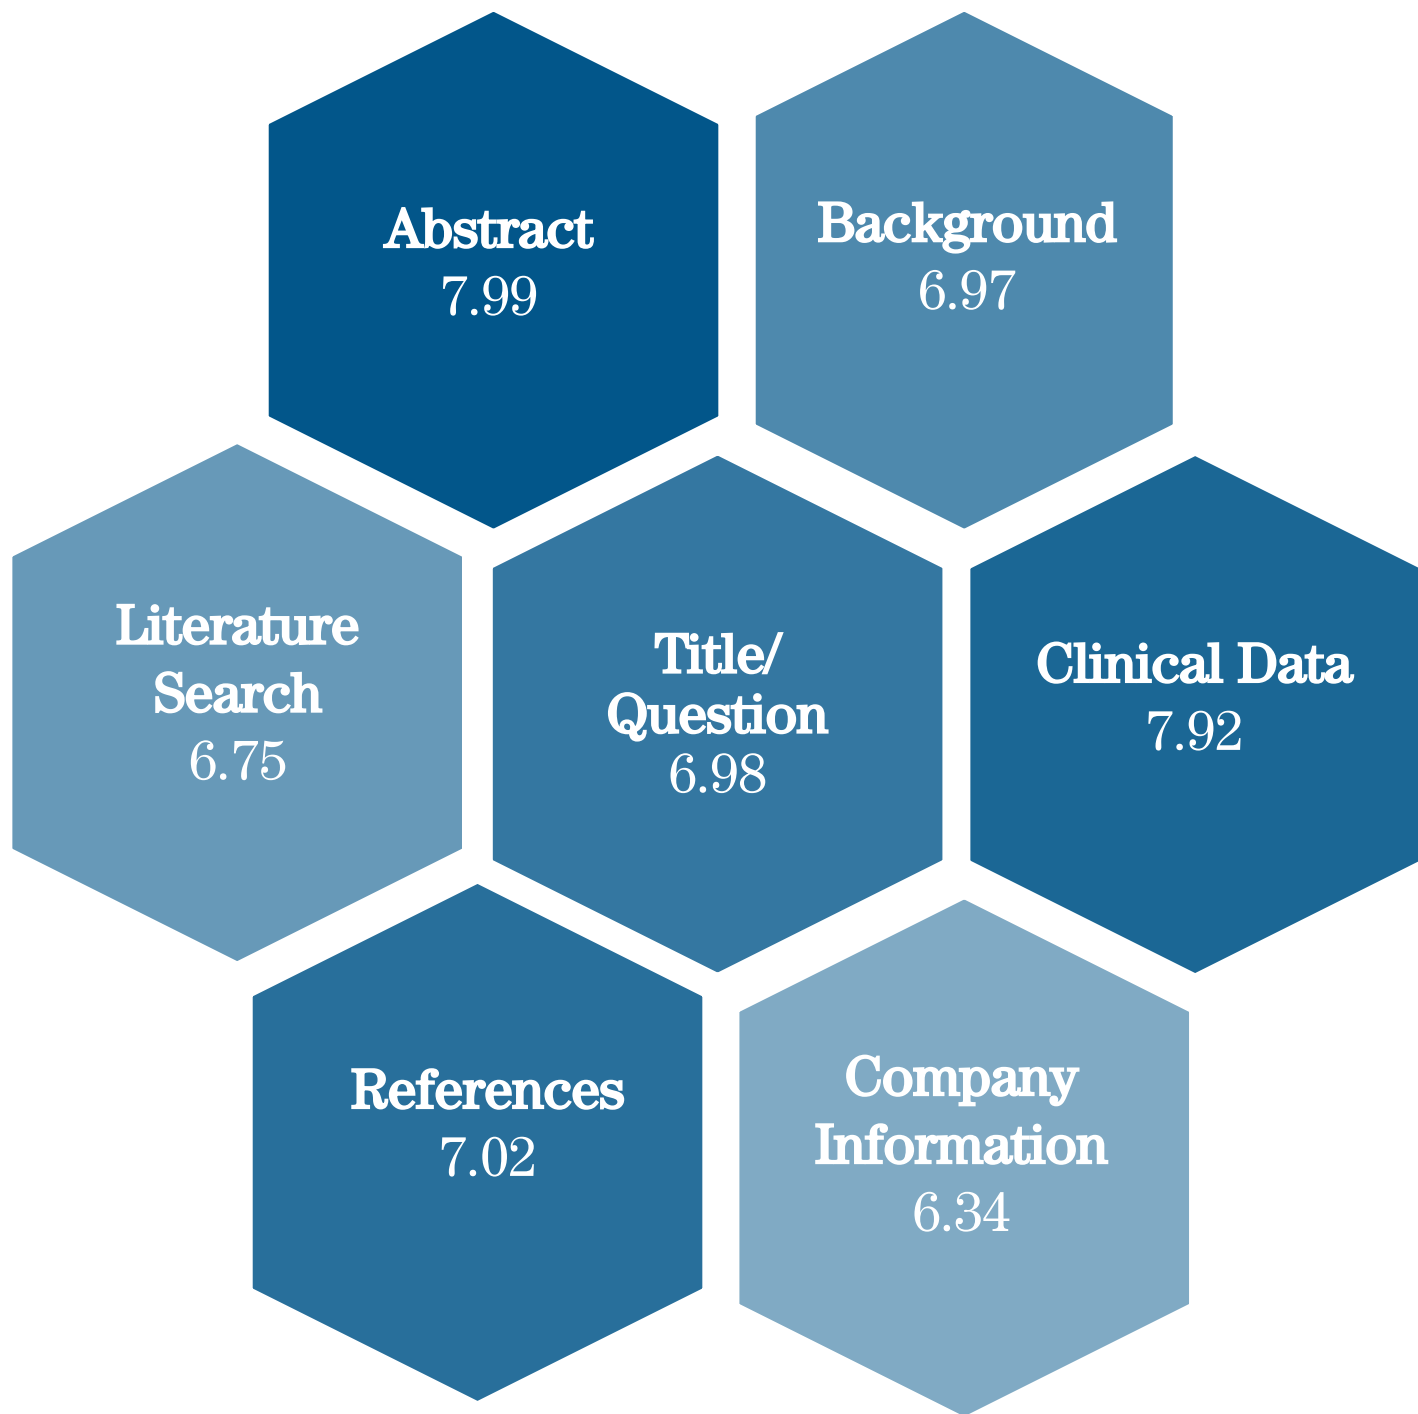 Abstract
7.99
Background
6.97
Literature
Search
6.75
Title/
Question
6.98
Clinical Data
7.92
References
7.02
Company
Information
6.34